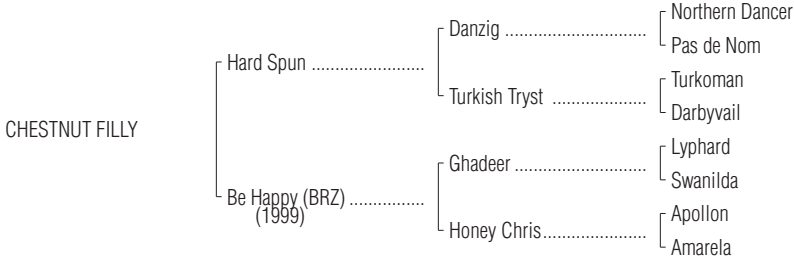 Northern Dancer
Danzig ..............................
Pas de Nom
Hard Spun ........................
Turkoman
Turkish Tryst ....................
Darbyvail
CHESTNUT FILLY
Lyphard
Ghadeer ............................
Swanilda
Be Happy (BRZ) ................
(1999)
Apollon
Honey Chris......................
Amarela